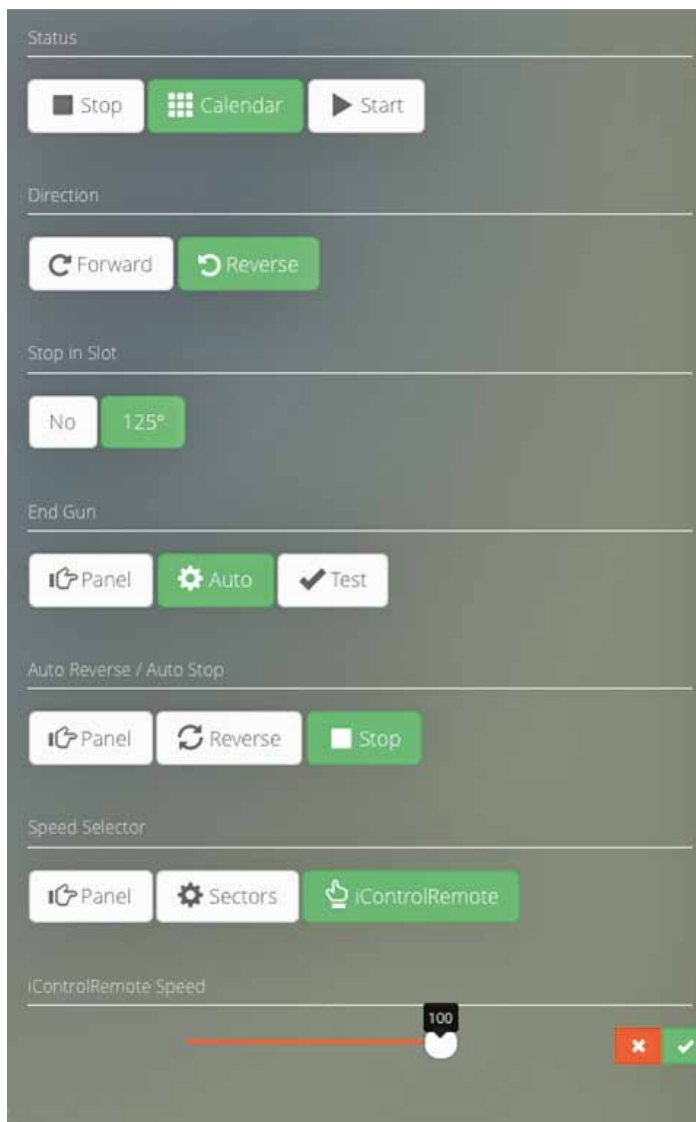 Status
Stop Calendar Start
Direction
Forward Reverse
Stop in Slot
No 125°
End Gun
Panel Auto Test
Auto Reverse / Auto Stop
Panel Reverse Stop
Speed Selector
Panel Sectors iControlRemote
iControlRemote Speed
100